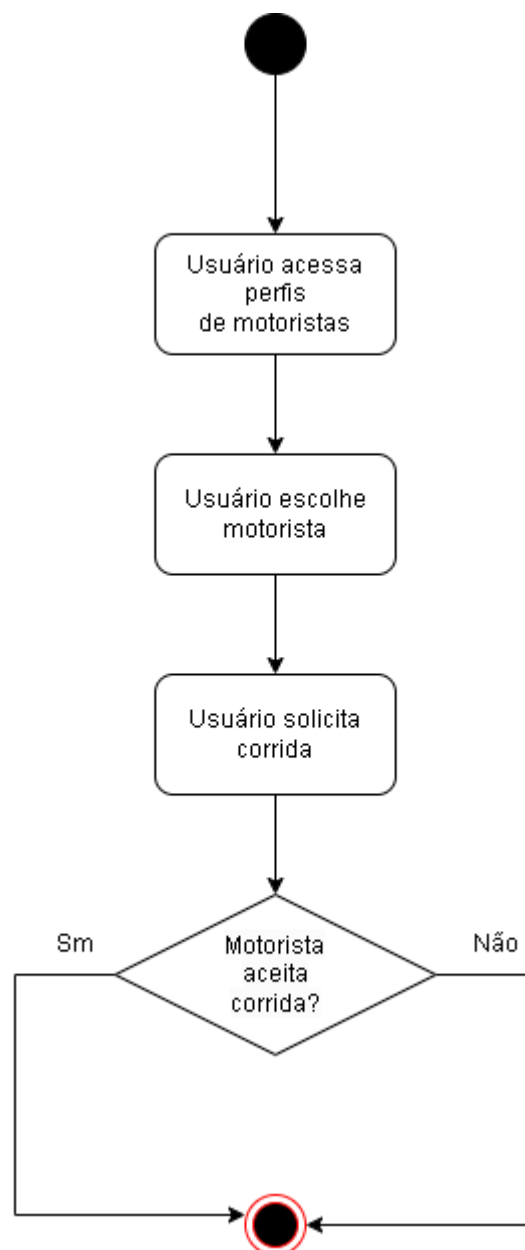 Usuário acessa
perfis
de motoristas
Usuário escolhe
motorista
Usuário solicita
corrida
Sm
Motorista
aceita
corrida?
Não